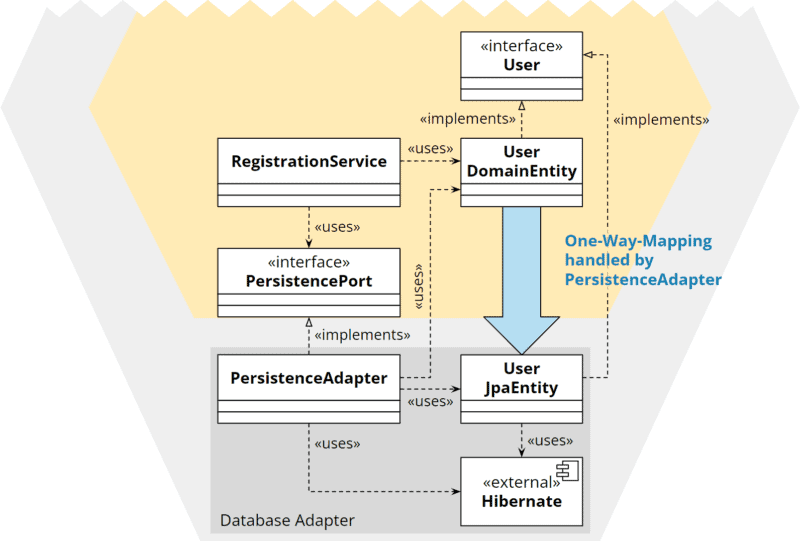 «interface»
User
«implements»
«implements»
RegistrationService
«uses»
User
DomainEntity
«uses»
One-Way-Mapping
handled by
PersistenceAdapter
«interface»
PersistencePort
«uses»
«implements»
PersistenceAdapter
«uses»
User
JpaEntity
«uses»
«uses»
«external»
Hibernate
Database Adapter